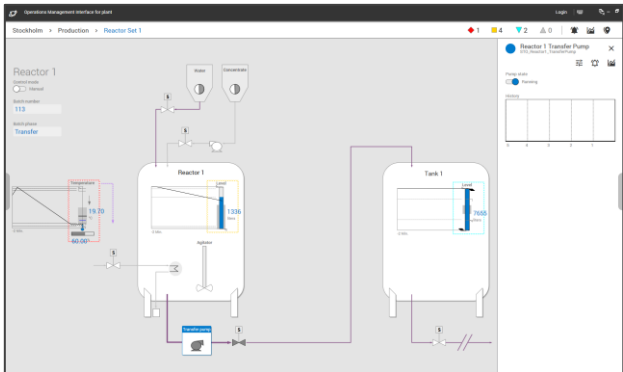 Operations Management Interface for plant
Login
Stockholm > Production > Reactor Set 1
1
4
2
0
Reactor 1
Control mode
Manual
Batch number
113
Batch phase
Transfer
Water
Concentrate
S
S
Reactor 1
Temperature
19.70
60.00°
Level
1336
Agitator
S
Transfer pump
S
Tank 1
Level
7655
S
Reactor 1 Transfer Pump
Pump state
Running
History